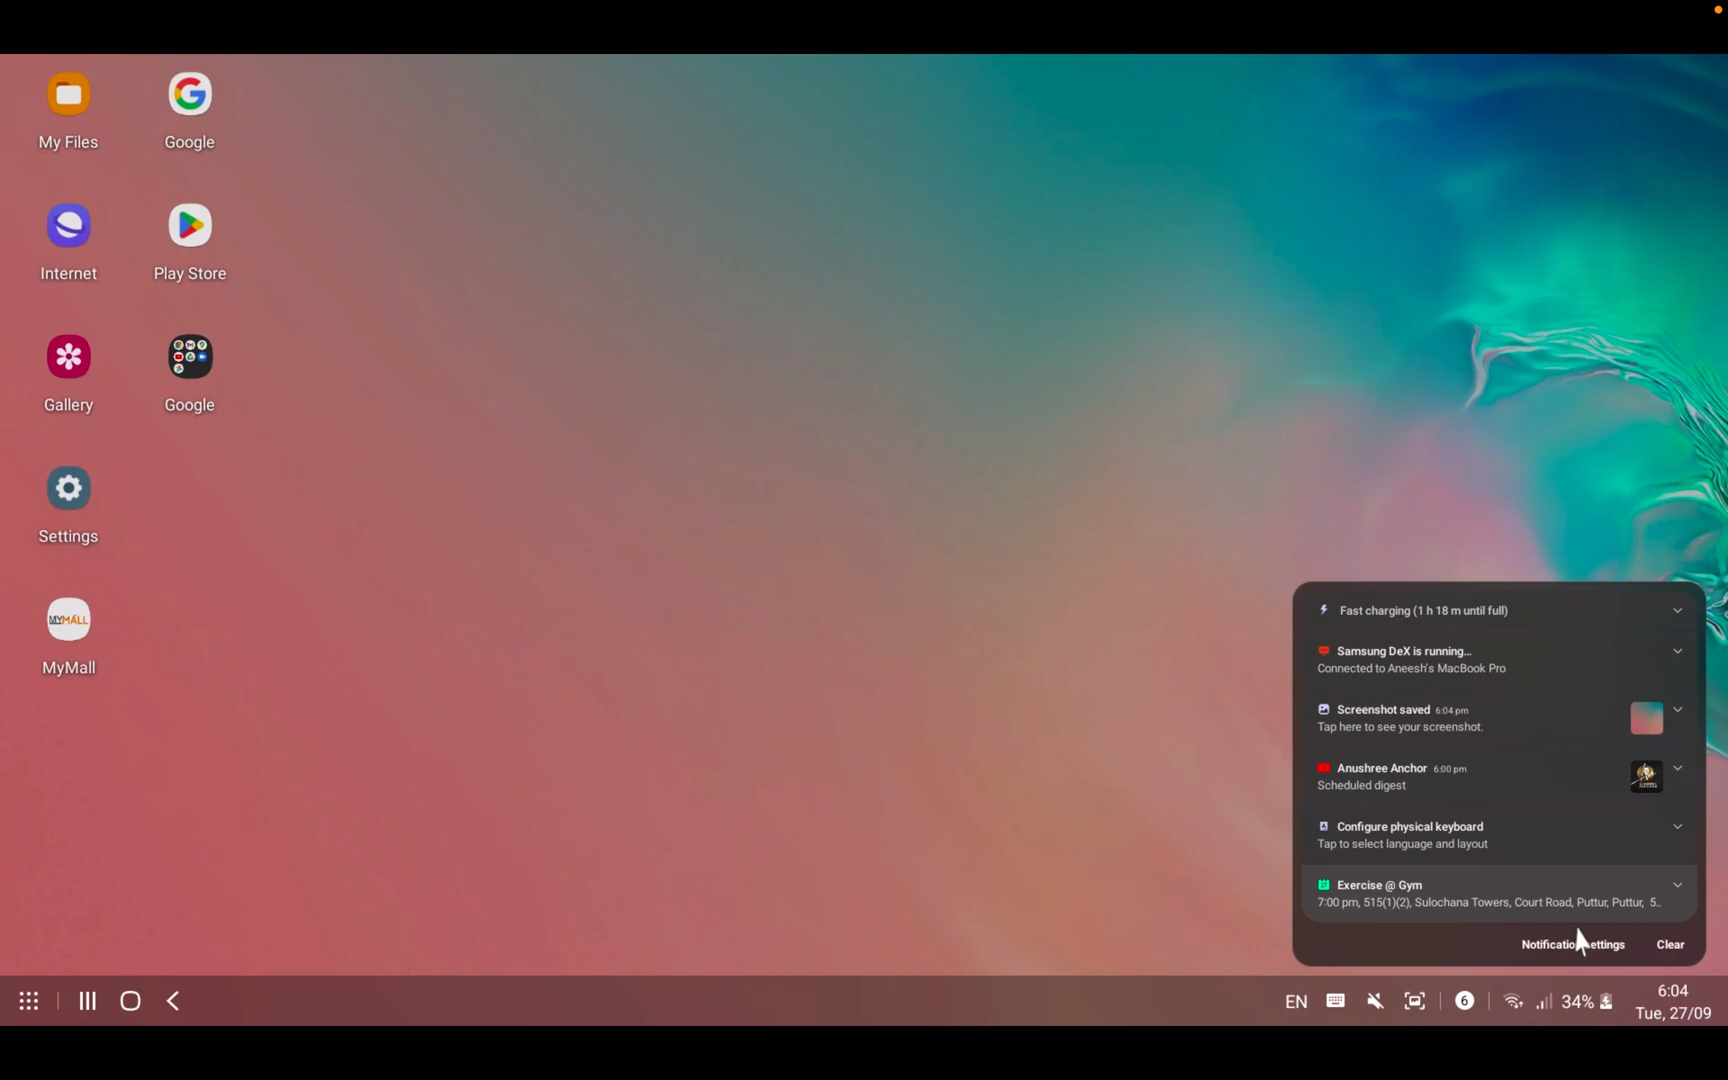 My Files
Google
Internet
Play Store
Gallery
Google
Settings
MYMALL
MyMall
Fast charging (1 h 18 m until full)
Samsung DeX is running...
Connected to Aneesh's MacBook Pro
Screenshot saved 6:04 pm
Tap here to see your screenshot.
Anushree Anchor 6:00 pm
Scheduled digest
Configure physical keyboard
Tap to select language and layout
Exercise @ Gym
7:00 pm, 515(1)(2), Sulochana Towers, Court Road, Puttur, Puttur, 5..
Clear
EN
6
34%
6:04
Tue, 27/09